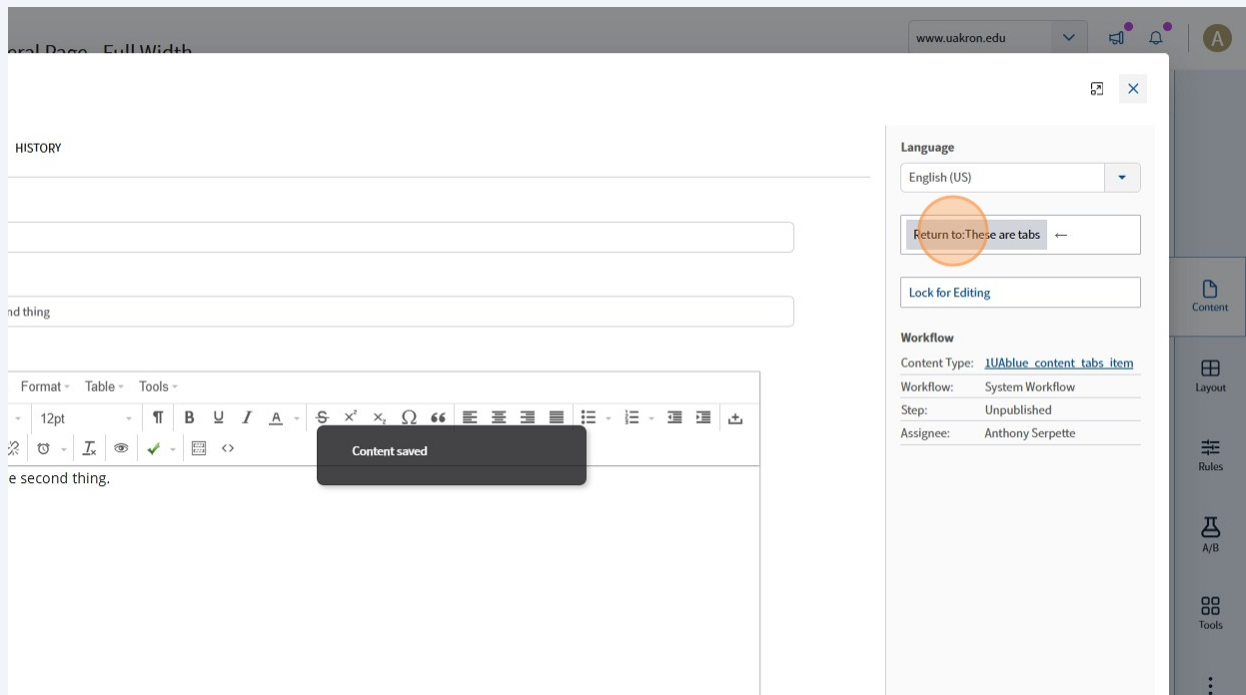 eral Page - Full Width
www.uakron.edu
A
HISTORY
Language
English (US)
Return to:These are tabs ←
Lock for Editing
nd thing
Workflow
Content Type: 1UAblue_content_tabs_item
Workflow: System Workflow
Step: Unpublished
Assignee: Anthony Serpette
Format Table Tools
12pt
Content saved
e second thing.
Content
Layout
Rules
A/B
Tools